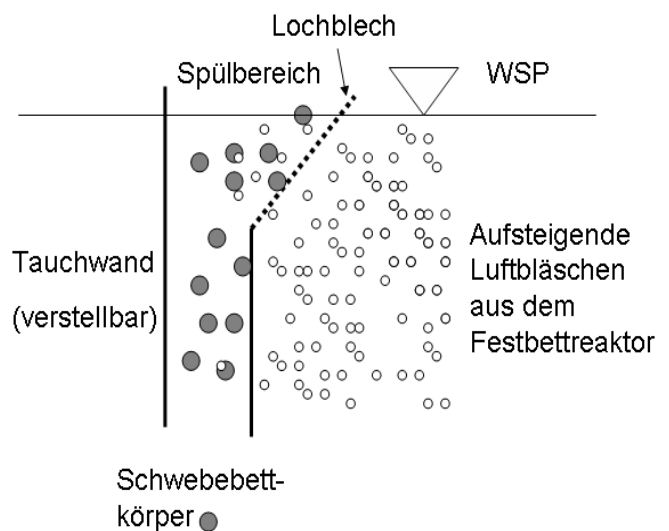 Lochblech
Spülbereich
WSP
Tauchwand
(verstellbar)
Aufsteigende
Luftbläschen
aus dem
Festbettreaktor
Schwebebett-
körper